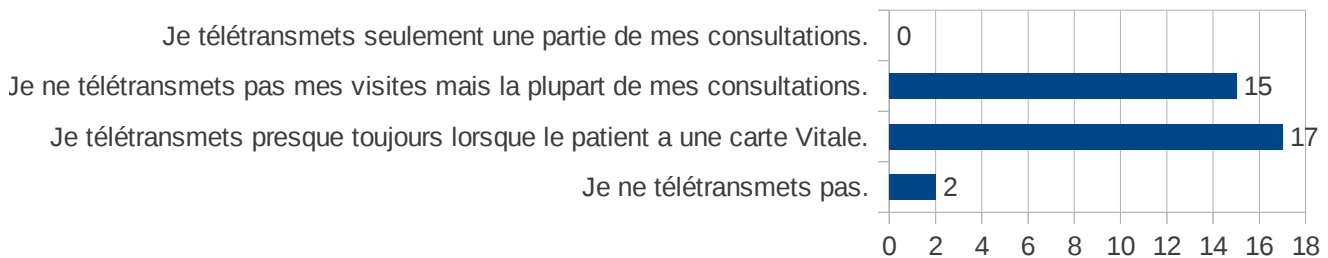 Je télétransmets seulement une partie de mes consultations. 0
Je ne télétransmets pas mes visites mais la plupart de mes consultations. 15
Je télétransmets presque toujours lorsque le patient a une carte Vitale. 17
Je ne télétransmets pas. 2
0 2 4 6 8 10 12 14 16 18